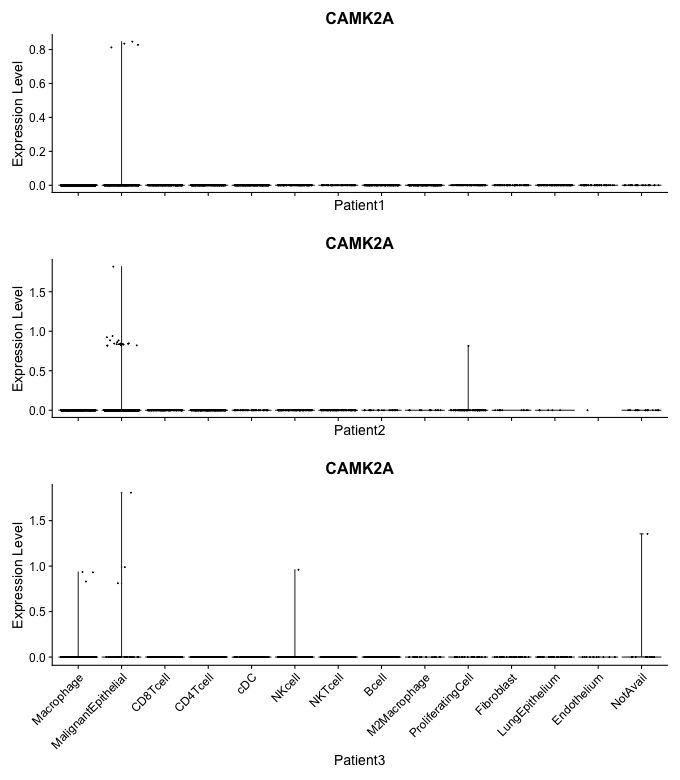 CAMK2A
Expression Level
0.8
0.6
0.4
0.2
0.0
Patient1
CAMK2A
Expression Level
1.5
1.0
0.5
0.0
Patient2
CAMK2A
Expression Level
1.5
1.0
0.5
0.0
Macrophage
MalignantEpithelial
CD8Tcell
CD4Tcell
cDC
NKcell
NKTcell
Bcell
M2Macrophage
ProliferatingCell
Fibroblast
LungEpithelium
Endothelium
NotAvail
Patient3